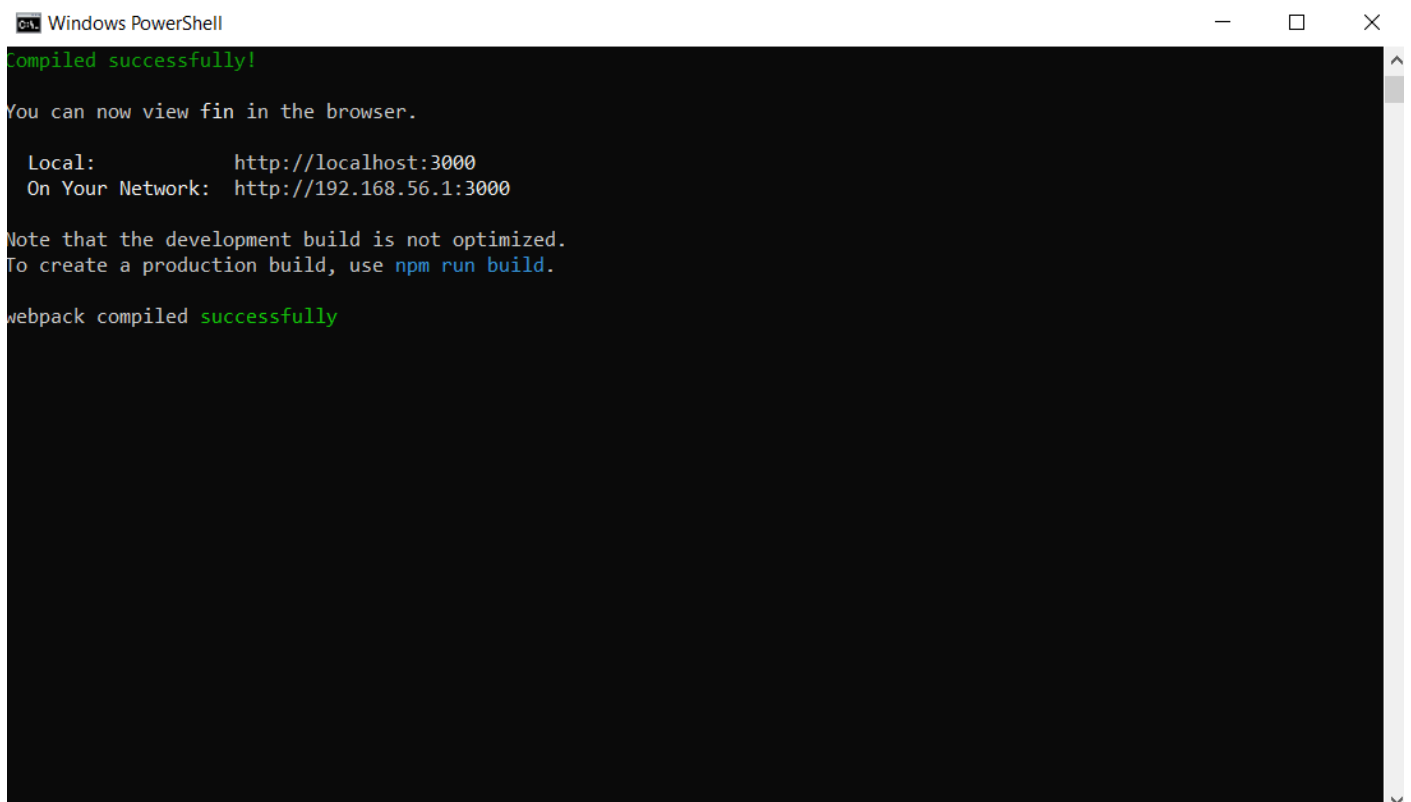 Windows PowerShell
Compiled successfully!
You can now view fin in the browser.
Local: http://localhost:3000
On Your Network: http://192.168.56.1:3000
Note that the development build is not optimized.
To create a production build, use npm run build.
webpack compiled successfully